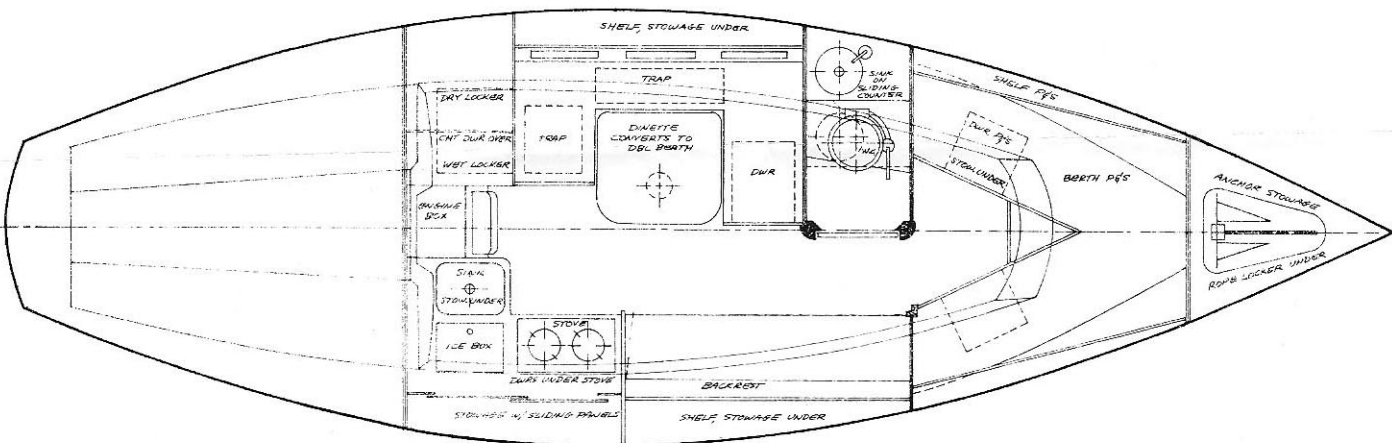 SHELF, STOWAGE UNDER
TRAP
SINK
ON
SLIDING
COUNTER
SHELF P&S
DRY LOCKER
CNT DWR OVER
WET LOCKER
TRAP
DINETTE
CONVERTS TO
DBL BERTH
DWR
DWR P&S
STOW UNDER
BERTH P&S
ENGINE
BOX
ANCHOR STOWAGE
ROPE LOCKER UNDER
SINK
STOW UNDER
ICE BOX
STOVE
DWRS UNDER STOVE
BACKREST
STOWAGE W/ SLIDING PANELS
SHELF, STOWAGE UNDER